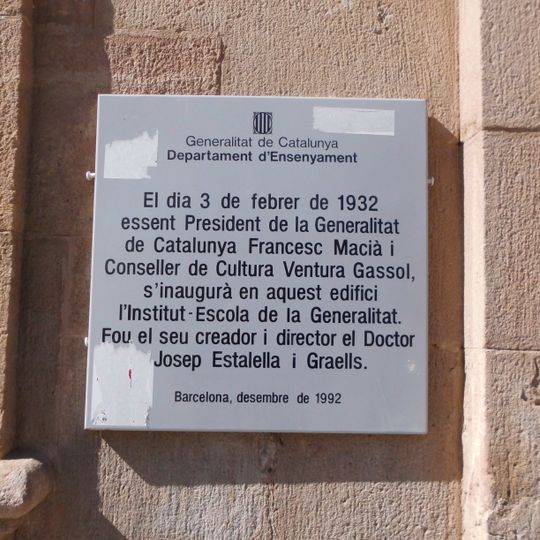 Generalitat de Catalunya
Departament d'Ensenyament
El dia 3 de febrer de 1932
essent President de la Generalitat
de Catalunya Francesc Macià i
Conseller de Cultura Ventura Gassol,
s'inaugurà en aquest edifici
l'Institut-Escola de la Generalitat.
Fou el seu creador i director el Doctor
Josep Estalella i Graells.
Barcelona, desembre de 1992